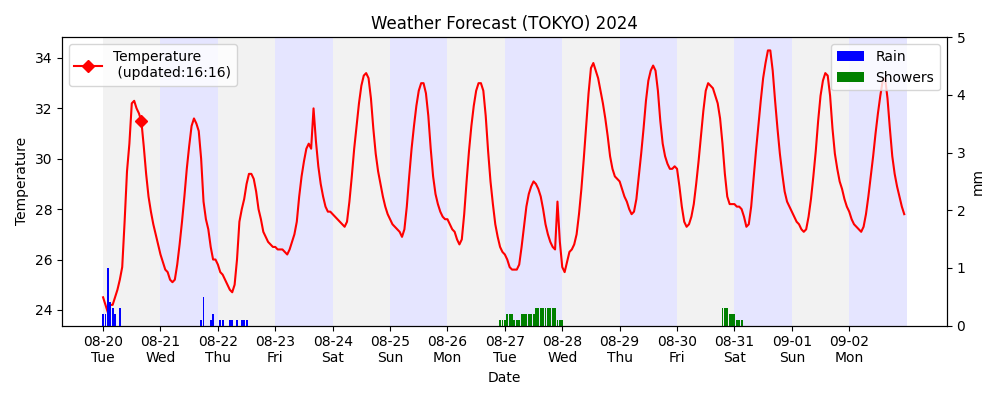 Weather Forecast (TOKYO) 2024
Temperature
(updated:16:16)
Rain
Showers
Temperature
34
32
30
28
26
24
5
4
3
2
1
0
mm
08-20 08-21 08-22 08-23 08-24 08-25 08-26 08-27 08-28 08-29 08-30 08-31 09-01 09-02
Tue Wed Thu Fri Sat Sun Mon Tue Wed Thu Fri Sat Sun Mon
Date